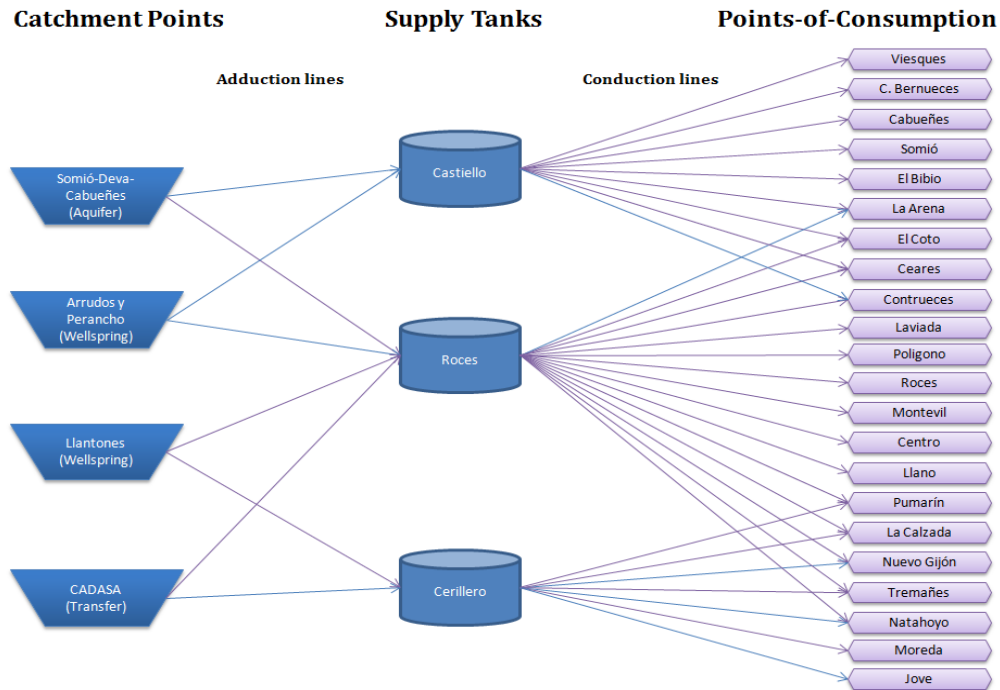 Catchment Points
Supply Tanks
Points-of-Consumption
Adduction lines
Conduction lines
Somió-Deva-
Cabueñes
(Aquifer)
Arrudos y
Perancho
(Wellspring)
Llantones
(Wellspring)
CADASA
(Transfer)
Castiello
Roces
Cerillero
Viesques
C. Bernueces
Cabueñes
Somió
El Bibio
La Arena
El Coto
Ceares
Contrueces
Laviada
Poligono
Roces
Montevil
Centro
Llano
Pumarín
La Calzada
Nuevo Gijón
Tremañes
Natahoyo
Moreda
Jove